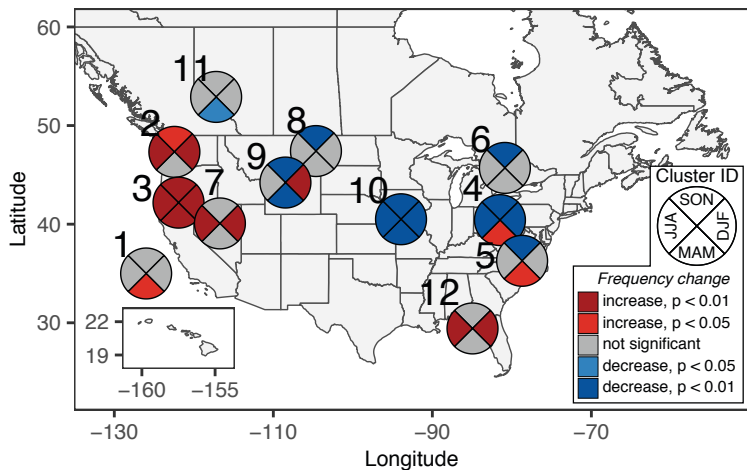 60
50
40
30
Latitude
11
2
8
6
9
4
3
7
10
5
1
12
Cluster ID
SON
JJA
DJF
MAM
Frequency change
increase, p < 0.01
increase, p < 0.05
not significant
decrease, p < 0.05
decrease, p < 0.01
22
19
−160
−155
−130
−110
−90
−70
Longitude